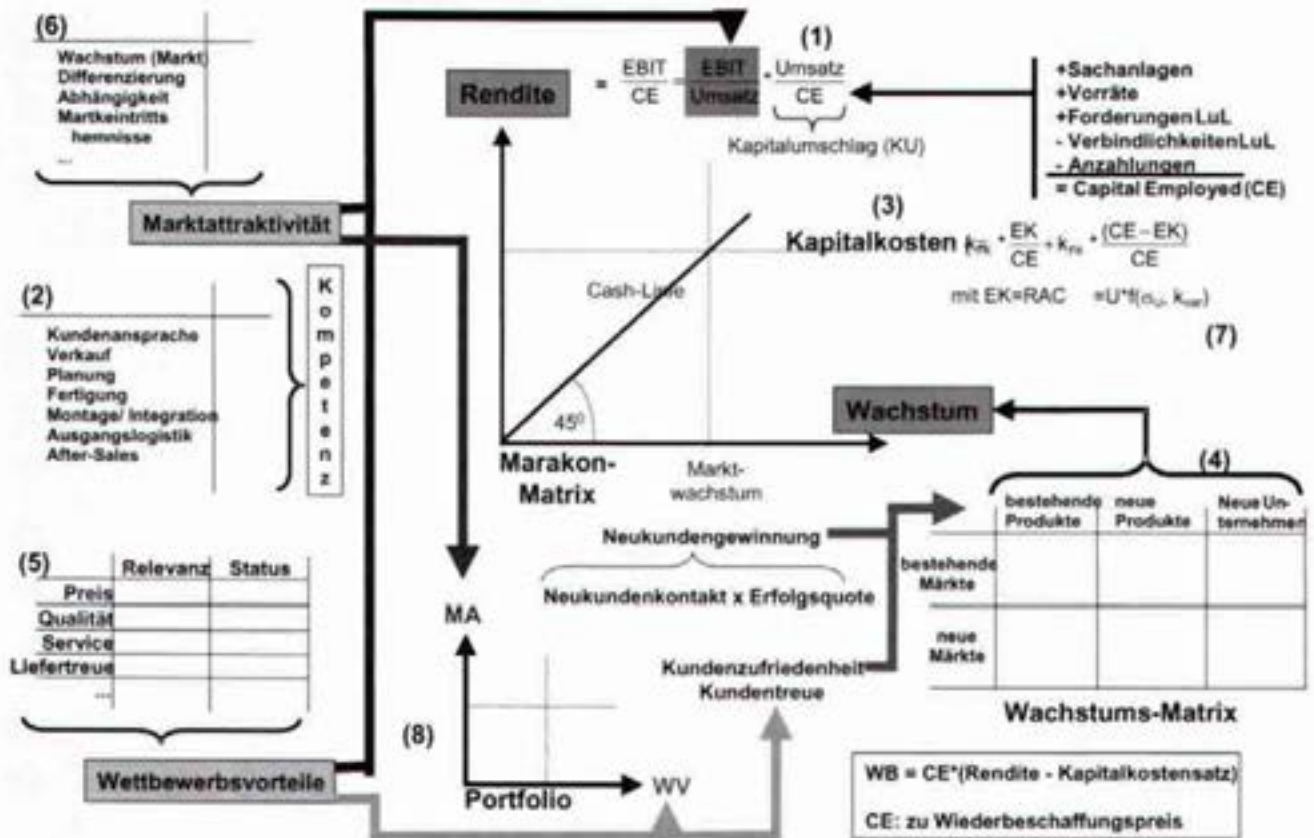 (6)
Wachstum (Markt)
Differenzierung
Abhängigkeit
Martkeintritts
hemnisse
...
Marktattraktivität
(2)
Kundenansprache
Verkauf
Planung
Fertigung
Montage/ Integration
Ausgangslogistik
After-Sales
Kompetenz
(5)
Relevanz Status
Preis
Qualität
Service
Liefertreue
...
Wettbewerbsvorteile
(1)
Rendite = EBIT/CE = EBIT/Umsatz * Umsatz/CE
Kapitalumschlag (KU)
+Sachanlagen
+Vorräte
+Forderungen LuL
- Verbindlichkeiten LuL
- Anzahlungen
= Capital Employed (CE)
(3)
Kapitalkosten EK/CE + (CE – EK)/CE
mit EK=RAC =U*f(
(7)
Cash-Linie
45°
Marakon-
Matrix
Markt-
wachstum
Wachstum
(4)
bestehende Produkte
neue Produkte
Neue Un-
ternehmen
bestehende
Märkte
neue
Märkte
Wachstums-Matrix
Neukundengewinnung
Neukundenkontakt x Erfolgsquote
Kundenzufriedenheit
Kundentreue
MA
(8)
Portfolio
WV
WB = CE*(Rendite - Kapitalkostensatz)
CE: zu Wiederbeschaffungspreis